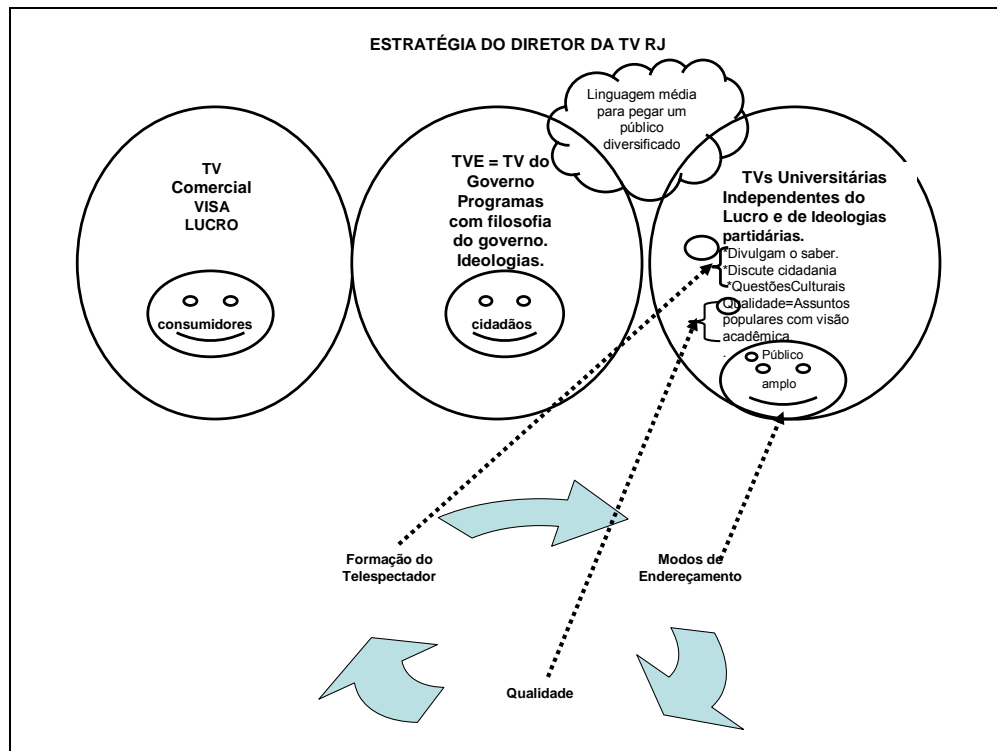 ESTRATÉGIA DO DIRETOR DA TV RJ
Linguagem média
para pegar um
público
diversificado
TV
Comercial
VISA
LUCRO
consumidores
TVE = TV do
Governo
Programas
com filosofia
do governo.
Ideologias.
cidadãos
TVs Universitárias
Independentes do
Lucro e de Ideologias
partidárias.
*Divulgam o saber.
*Discute cidadania
*QuestõesCulturais
Qualidade=Assuntos
populares com visão
acadêmica
. Público
amplo
Formação do
Telespectador
Modos de
Endereçamento
Qualidade